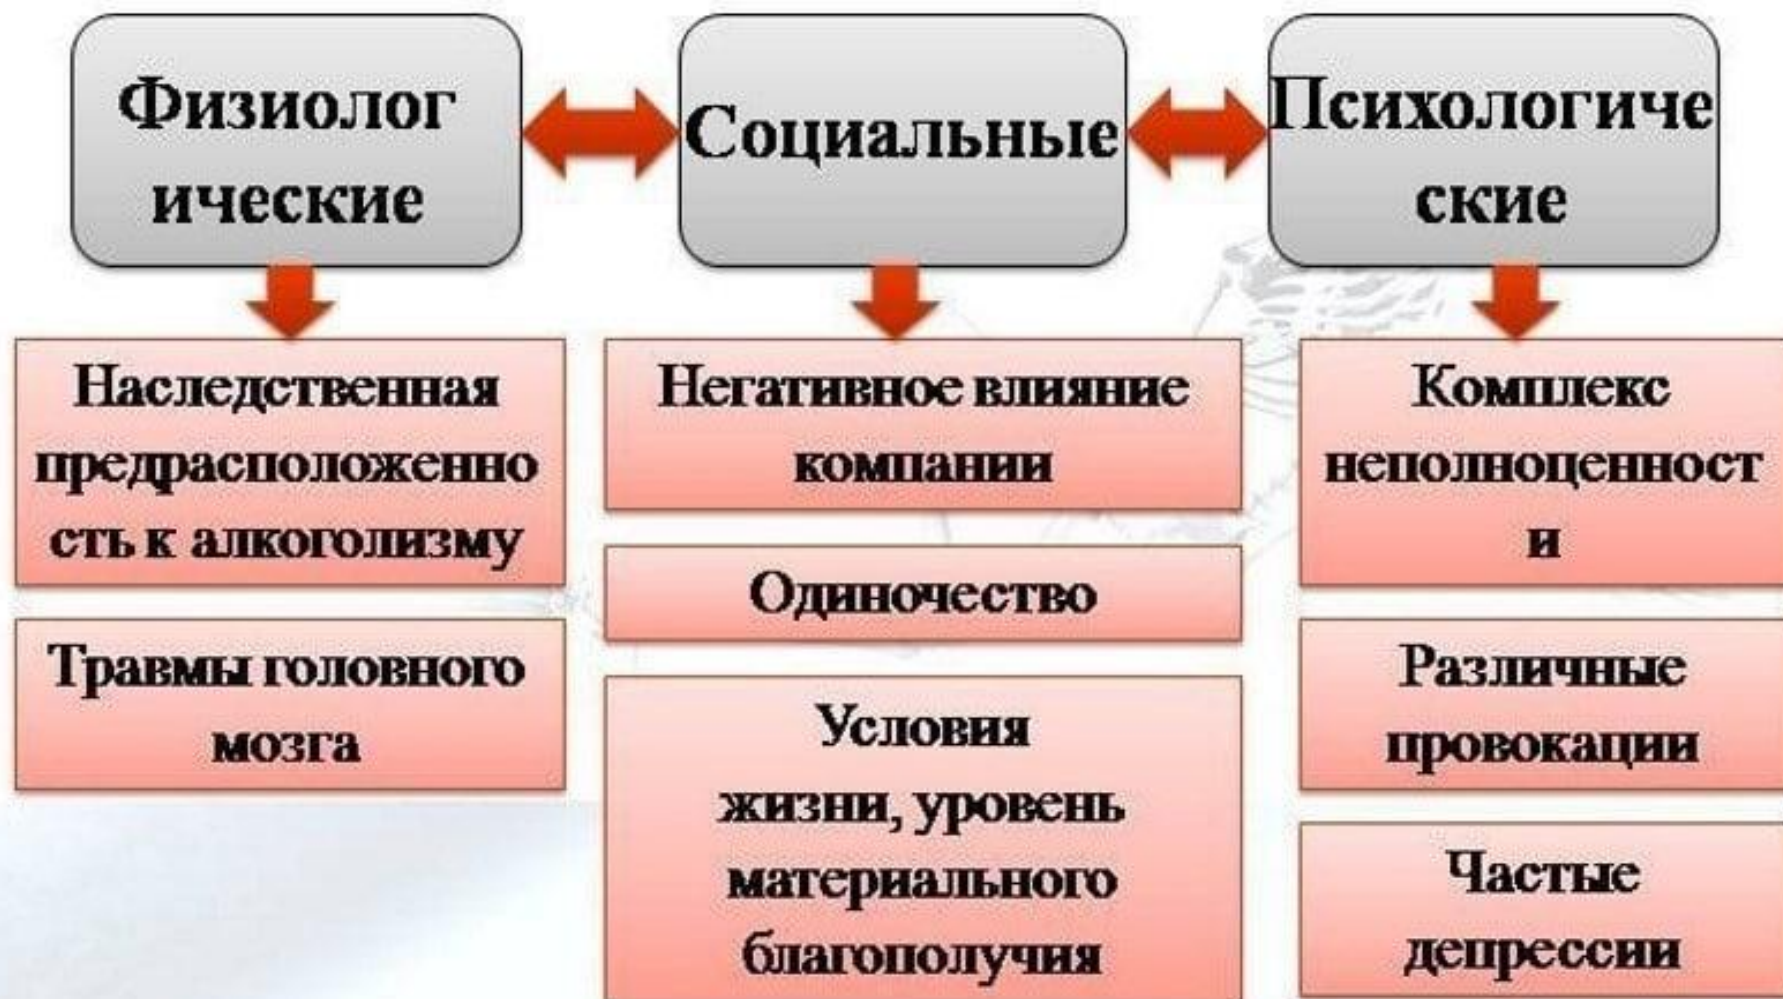 Физиолог
ические
Социальные
Психологиче
ские
Наследственная
предрасположенно
сть к алкоголизму
Травмы головного
мозга
Негативное влияние
компании
Одиночество
Условия
жизни, уровень
материального
благополучия
Комплекс
неполноценност
и
Различные
провокации
Частые
депрессии